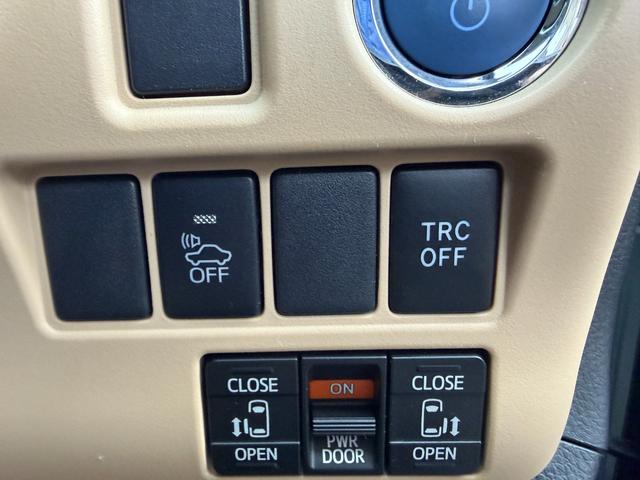 OFF
TRC
OFF
CLOSE
OPEN
ON
PWR
DOOR
CLOSE
OPEN